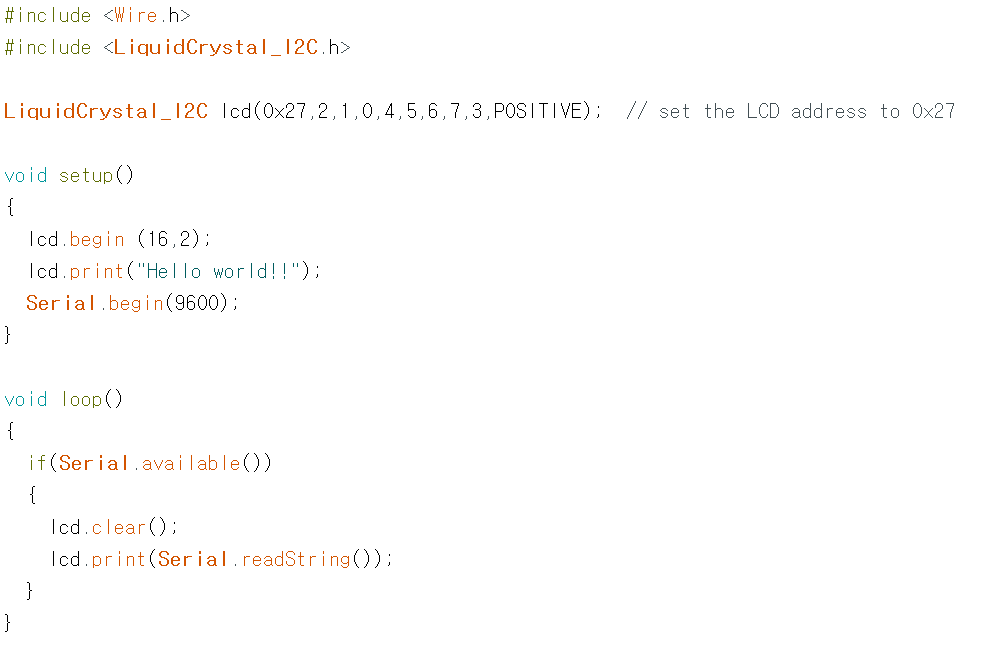 #include <Wire.h>
#include <LiquidCrystal_I2C.h>

LiquidCrystal_I2C lcd(0x27,2,1,0,4,5,6,7,3,POSITIVE);  // set the LCD address to 0x27

void setup()
{
  lcd.begin (16,2);
  lcd.print("Hello world!!");
  Serial.begin(9600);
}

void loop()
{
  if(Serial.available())
  {
    lcd.clear();
    lcd.print(Serial.readString());
  }
}